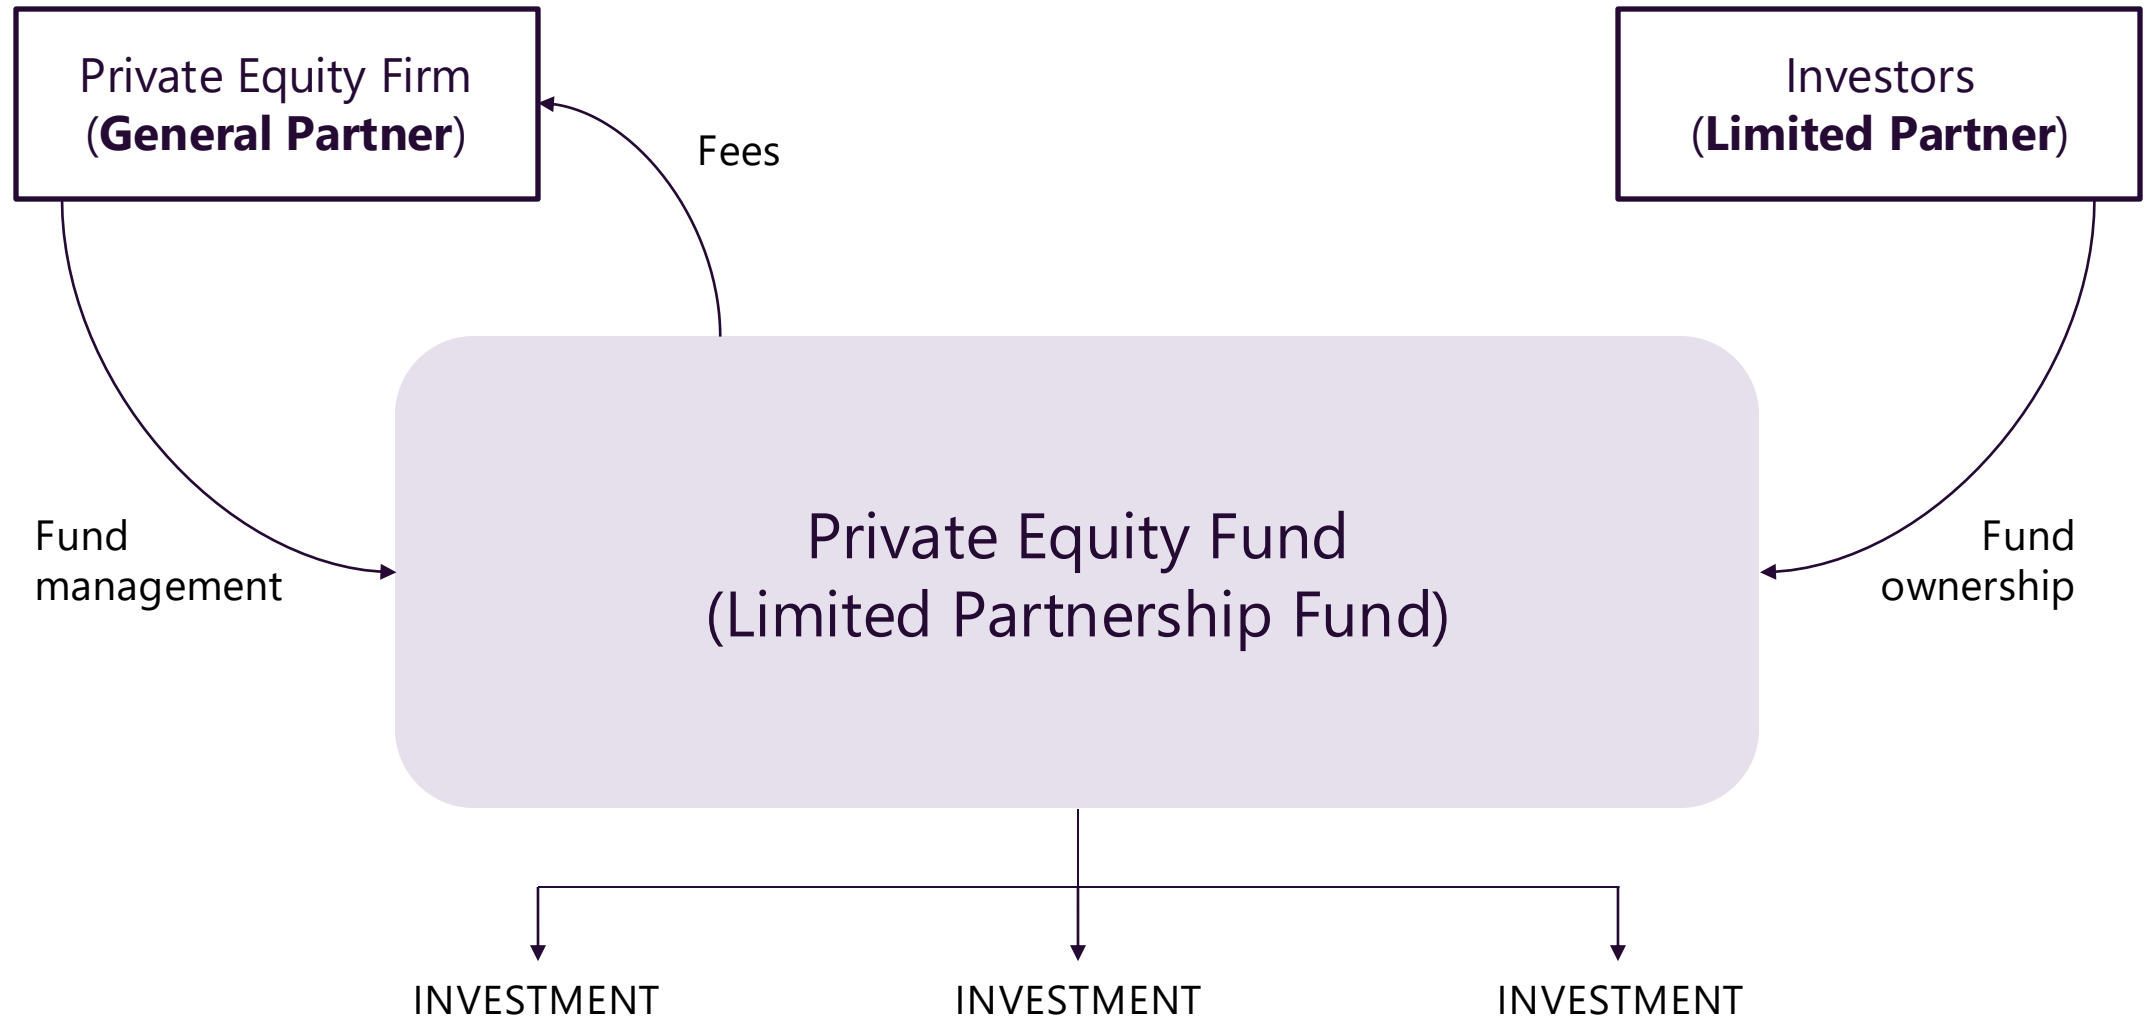 Private Equity Firm
(General Partner)
Investors
(Limited Partner)
Fees
Fund
management
Private Equity Fund
(Limited Partnership Fund)
Fund
ownership
INVESTMENT
INVESTMENT
INVESTMENT